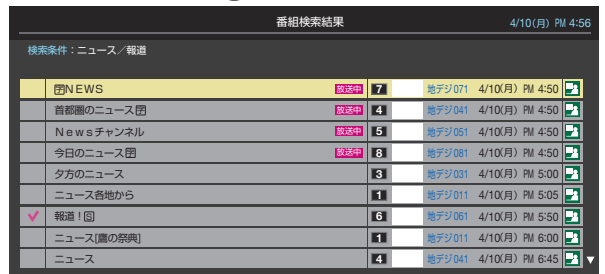 番組検索結果 4/10(月) PM 4:56
検索条件：ニュース／報道
🈑NEWS 放送中 7 地デジ071 4/10(月) PM 4:50
首都圏のニュース🈑 放送中 4 地デジ041 4/10(月) PM 4:50
Newsチャンネル 放送中 5 地デジ051 4/10(月) PM 4:50
今日のニュース🈑 放送中 8 地デジ081 4/10(月) PM 4:50
夕方のニュース 3 地デジ031 4/10(月) PM 5:00
ニュース各地から 1 地デジ011 4/10(月) PM 5:05
報道！🅂 6 地デジ061 4/10(月) PM 5:50
ニュース[鷹の祭典] 1 地デジ011 4/10(月) PM 6:00
ニュース 4 地デジ041 4/10(月) PM 6:45